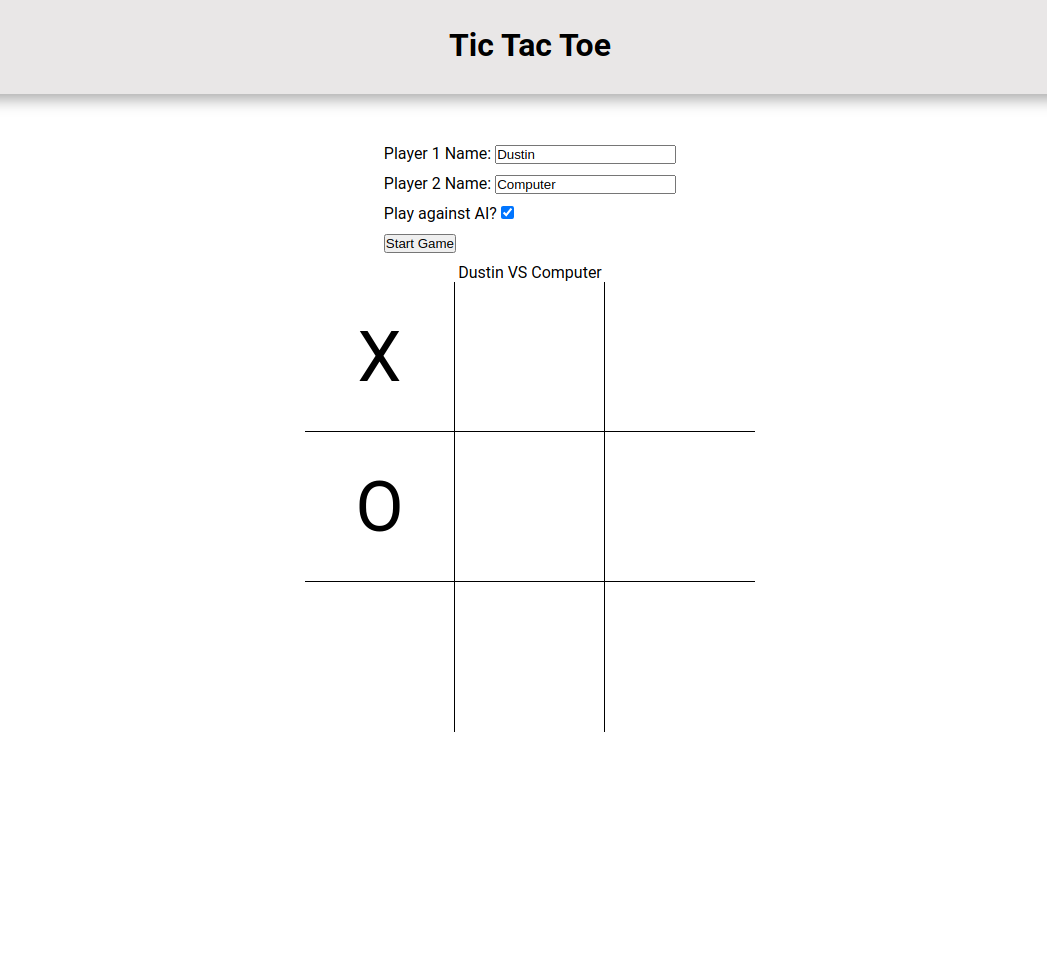 Tic Tac Toe
Player 1 Name: Dustin
Player 2 Name: Computer
Play against AI?
Start Game
Dustin VS Computer
X
O